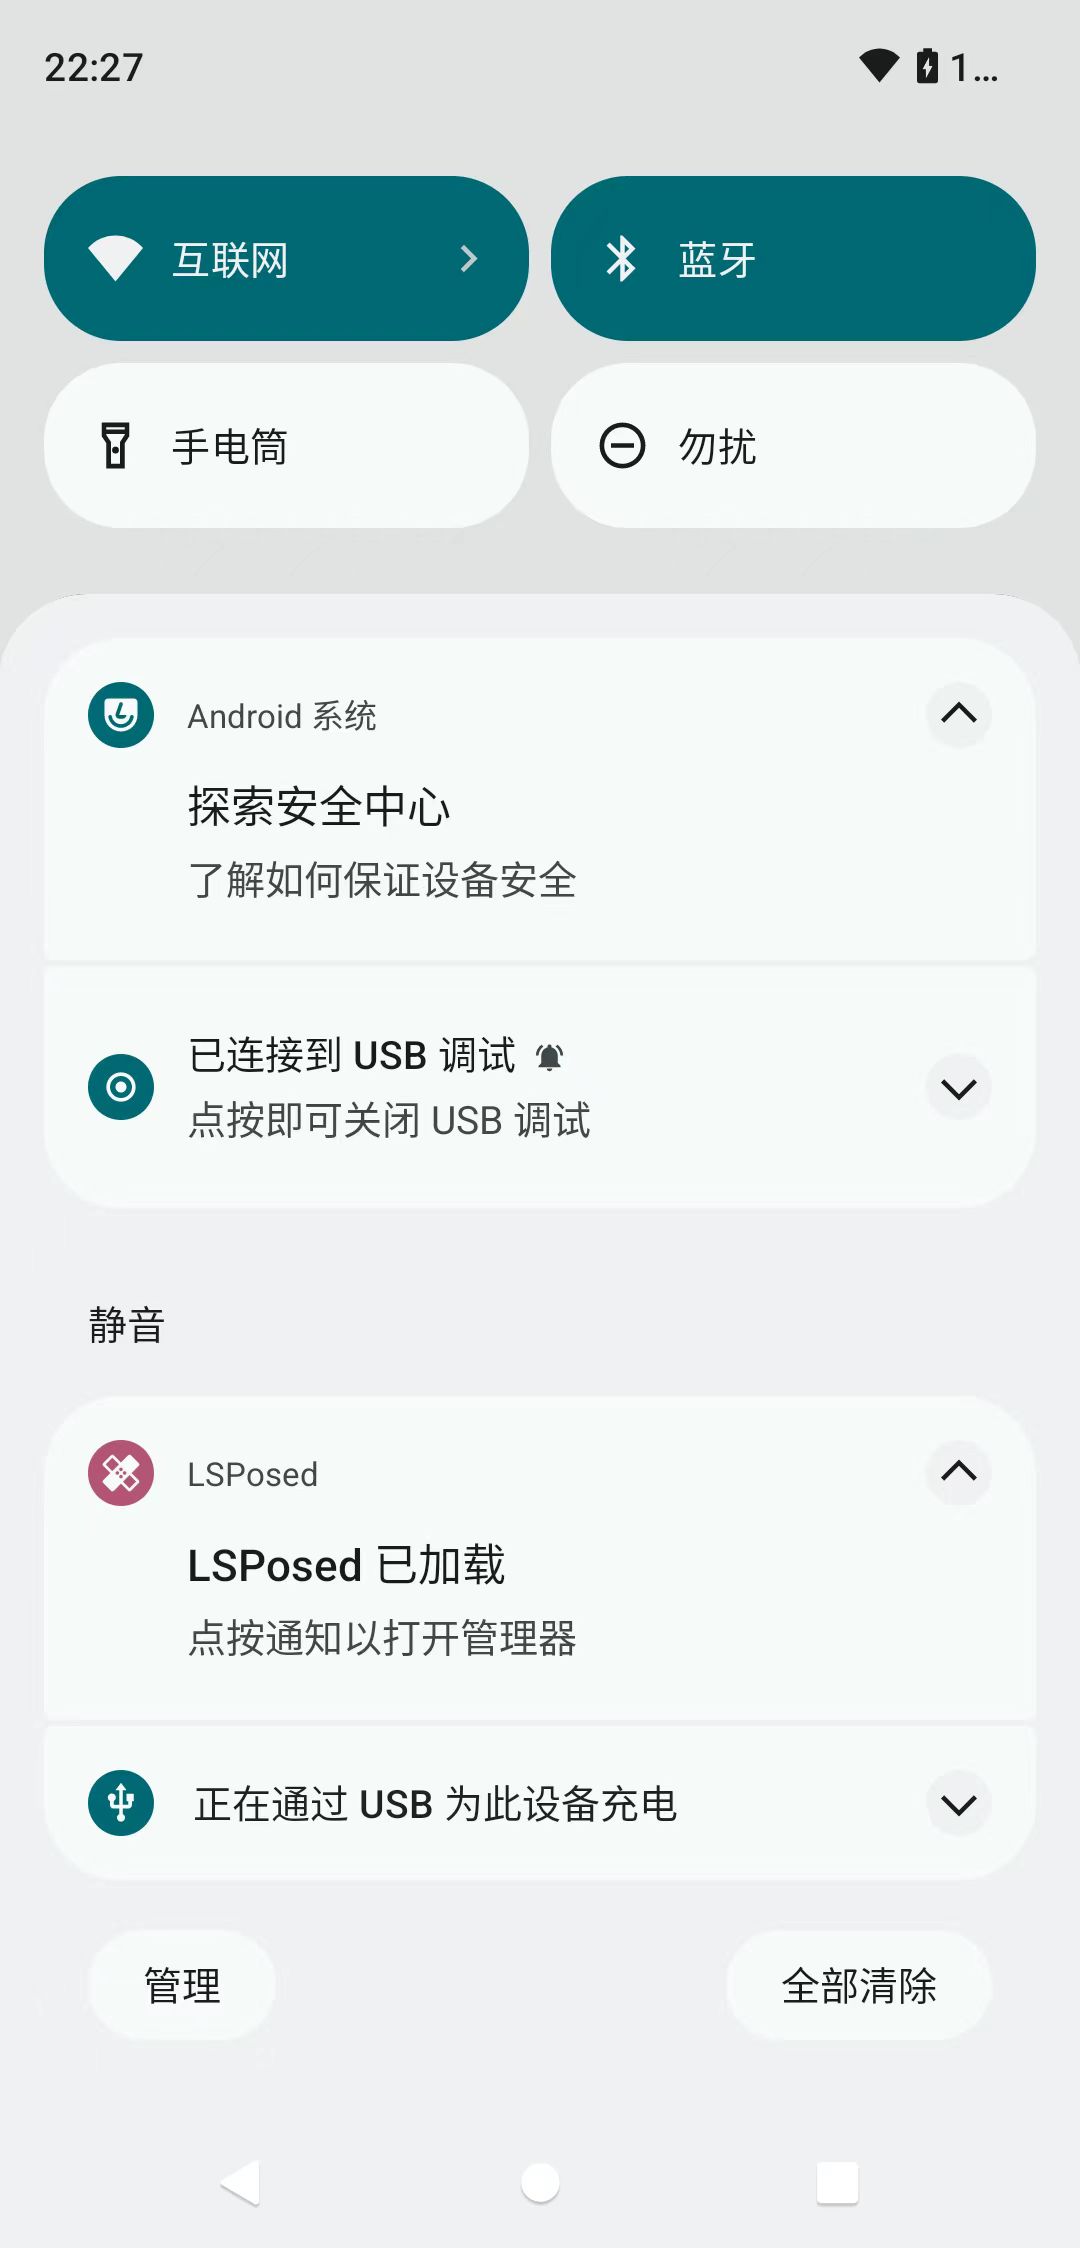 22:27
1...
互联网
蓝牙
手电筒
勿扰
Android 系统
探索安全中心
了解如何保证设备安全
已连接到 USB 调试
点按即可关闭 USB 调试
静音
LSPosed
LSPosed 已加载
点按通知以打开管理器
正在通过 USB 为此设备充电
管理
全部清除